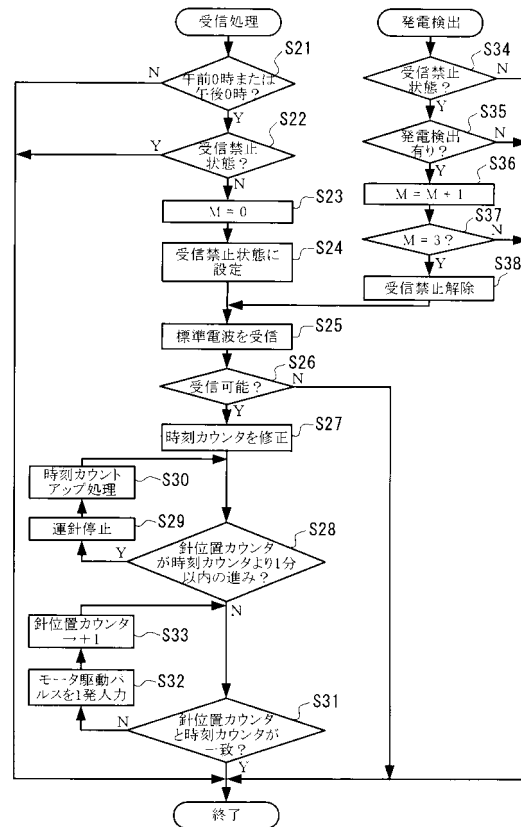 受信処理
S21
午前0時または
午後0時？
N
Y
S22
受信禁止
状態？
Y
N
S23
M＝0
S24
受信禁止状態に
設定
発電検出
S34
受信禁止
状態？
N
Y
S35
発電検出
有り？
N
Y
S36
M＝M＋1
S37
M＝3？
N
Y
S38
受信禁止解除
S25
標準電波を受信
S26
受信可能？
N
Y
S27
時刻カウンタを修正
時刻カウント
アップ処理
S30
運針停止
S29
S28
針位置カウンタ
が時刻カウンタより1分
以内の進み？
Y
N
針位置カウンタ
→＋1
S33
モータ駆動パ
ルスを1発入力
S32
S31
針位置カウンタ
と時刻カウンタが
一致？
N
Y
終了